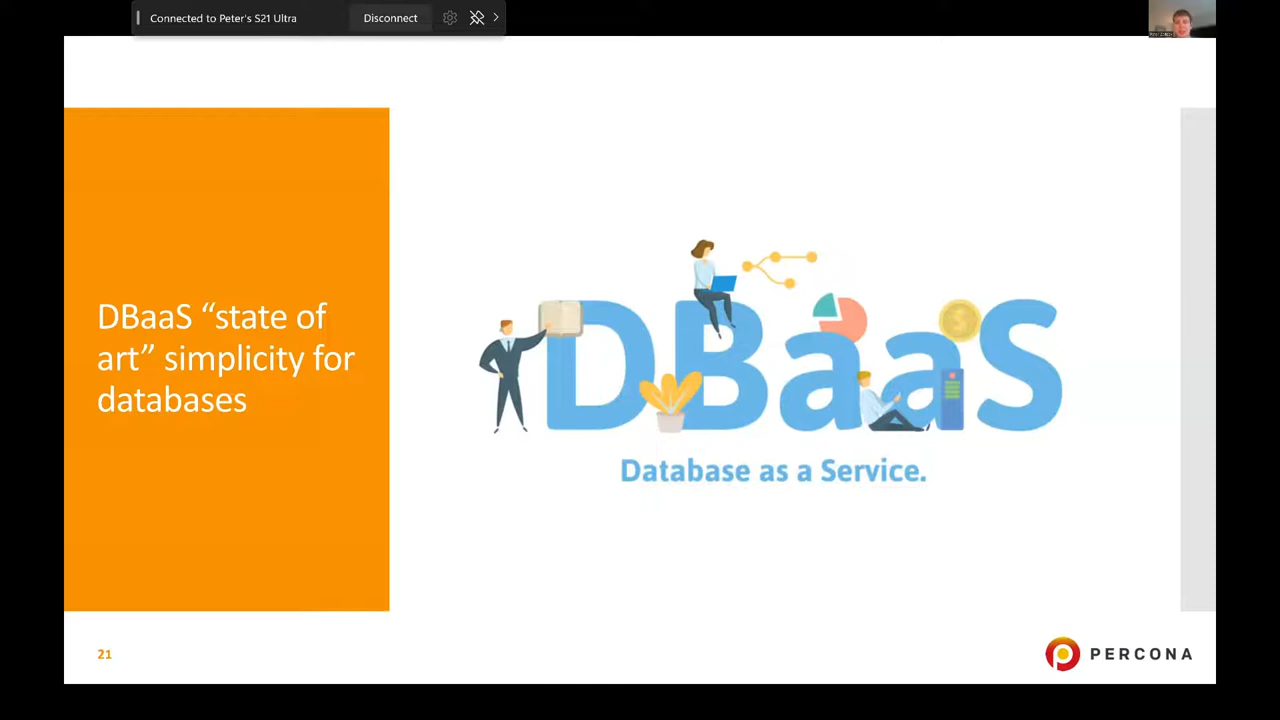 Connected to Peter's S21 Ultra
Disconnect
DBaaS “state of
art” simplicity for
databases
DBaaS
Database as a Service.
21
PERCONA